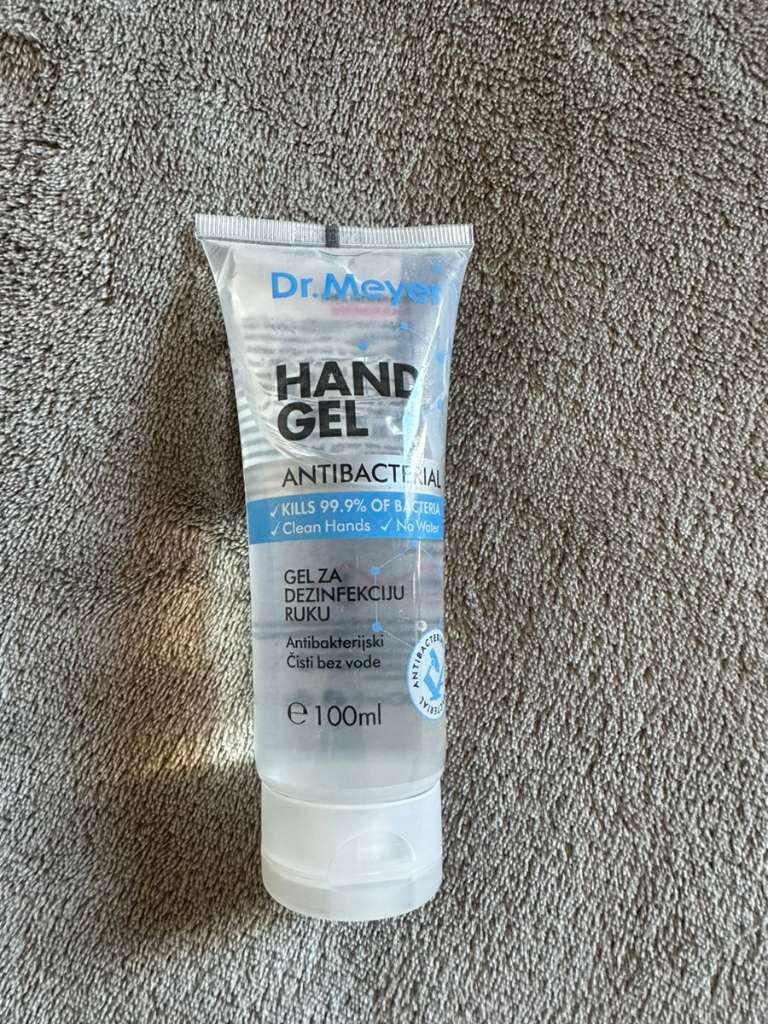 Dr.Meyer
HAND
GEL
ANTIBACTERIAL
✓ KILLS 99.9% OF BACTERIA
✓ Clean Hands ✓ No Water
GEL ZA
DEZINFEKCIJU
RUKU
Antibakterijski
Čisti bez vode
ANTIBACTERIAL
℮ 100ml